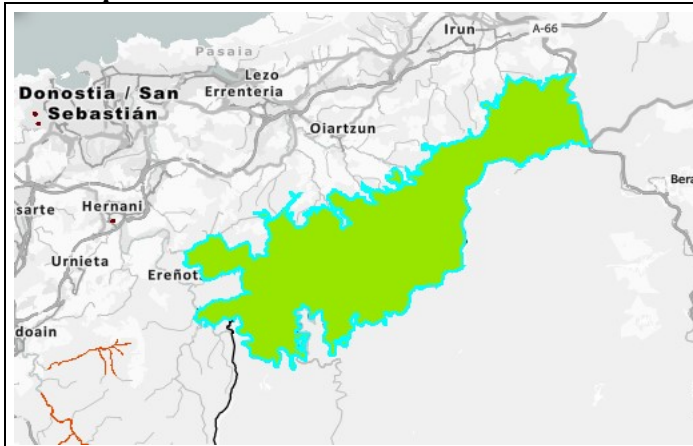 Irun
A-66
Pasaia
Lezo
Errenteria
Donostia / San
Sebastián
Oiartzun
Bera
sarte
Hernani
Urnieta
Ereñot
doain